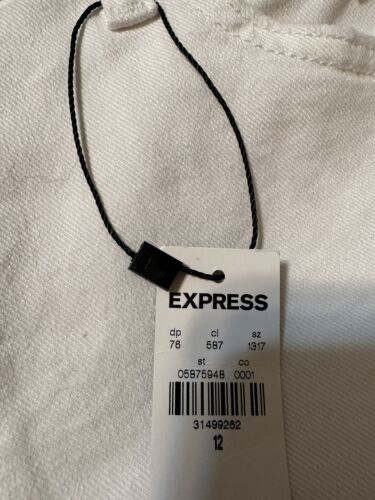 EXPRESS
dp cl sz
76 587 1317
st co
05875948 0001
31499262
12